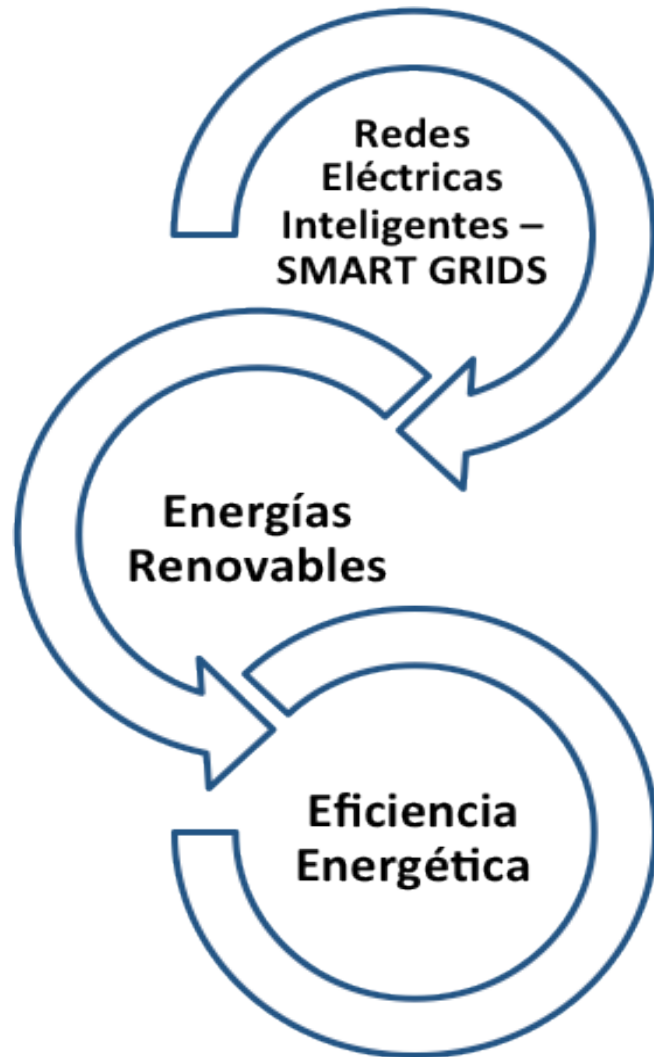 Redes
Eléctricas
Inteligentes –
SMART GRIDS
Energías
Renovables
Eficiencia
Energética